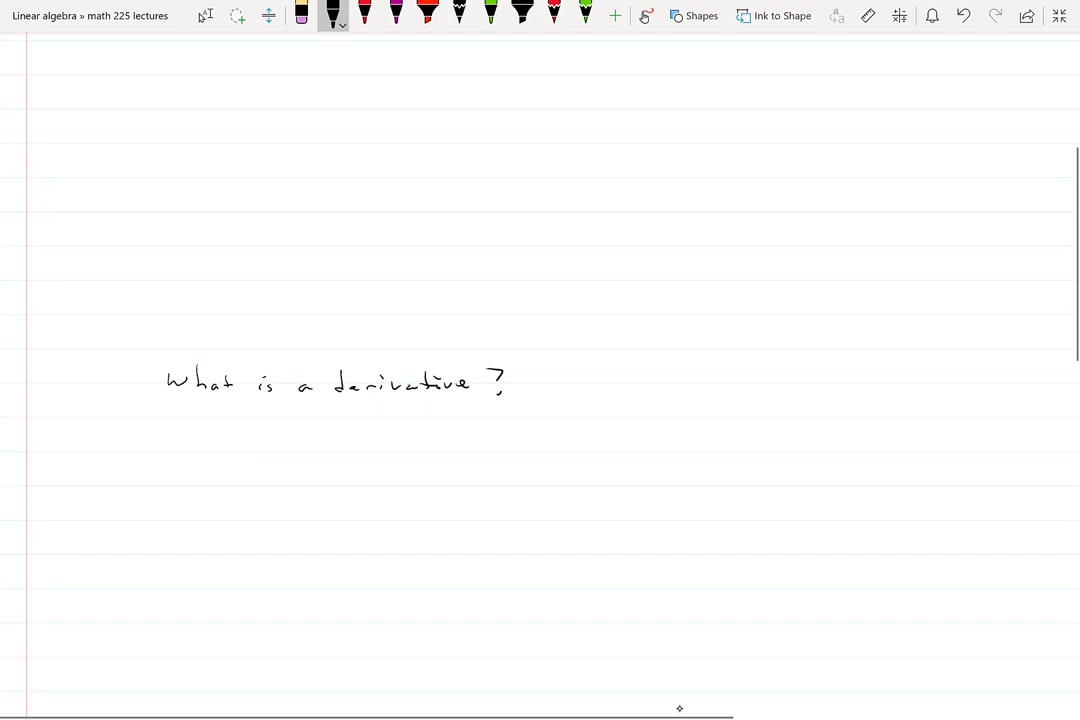 Linear algebra » math 225 lectures
Shapes
Ink to Shape
What is a derivative ?